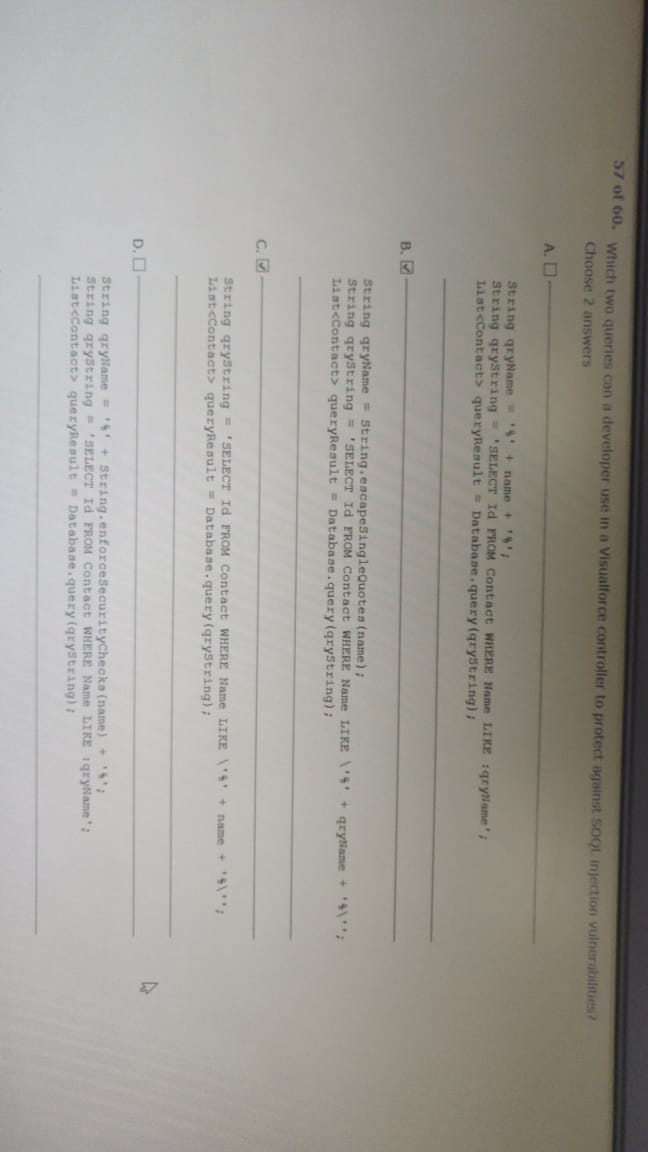 57 of 60. Which two queries can a developer use in a Visualforce controller to protect against SOQL injection vulnerabilities?
Choose 2 answers
A.
String qryName = '%' + name + '%';
String qryString = 'SELECT Id FROM Contact WHERE Name LIKE :qryName';
List<Contact> queryResult = Database.query(qryString);
B.
String qryName = String.escapeSingleQuotes(name);
String qryString = 'SELECT Id FROM Contact WHERE Name LIKE \'%' + qryName + '%\'';
List<Contact> queryResult = Database.query(qryString);
C.
String qryString = 'SELECT Id FROM Contact WHERE Name LIKE \'%' + name + '%\'';
List<Contact> queryResult = Database.query(qryString);
D.
String qryName = '%' + String.enforceSecurityChecks(name) + '%';
String qryString = 'SELECT Id FROM Contact WHERE Name LIKE :qryName';
List<Contact> queryResult = Database.query(qryString);